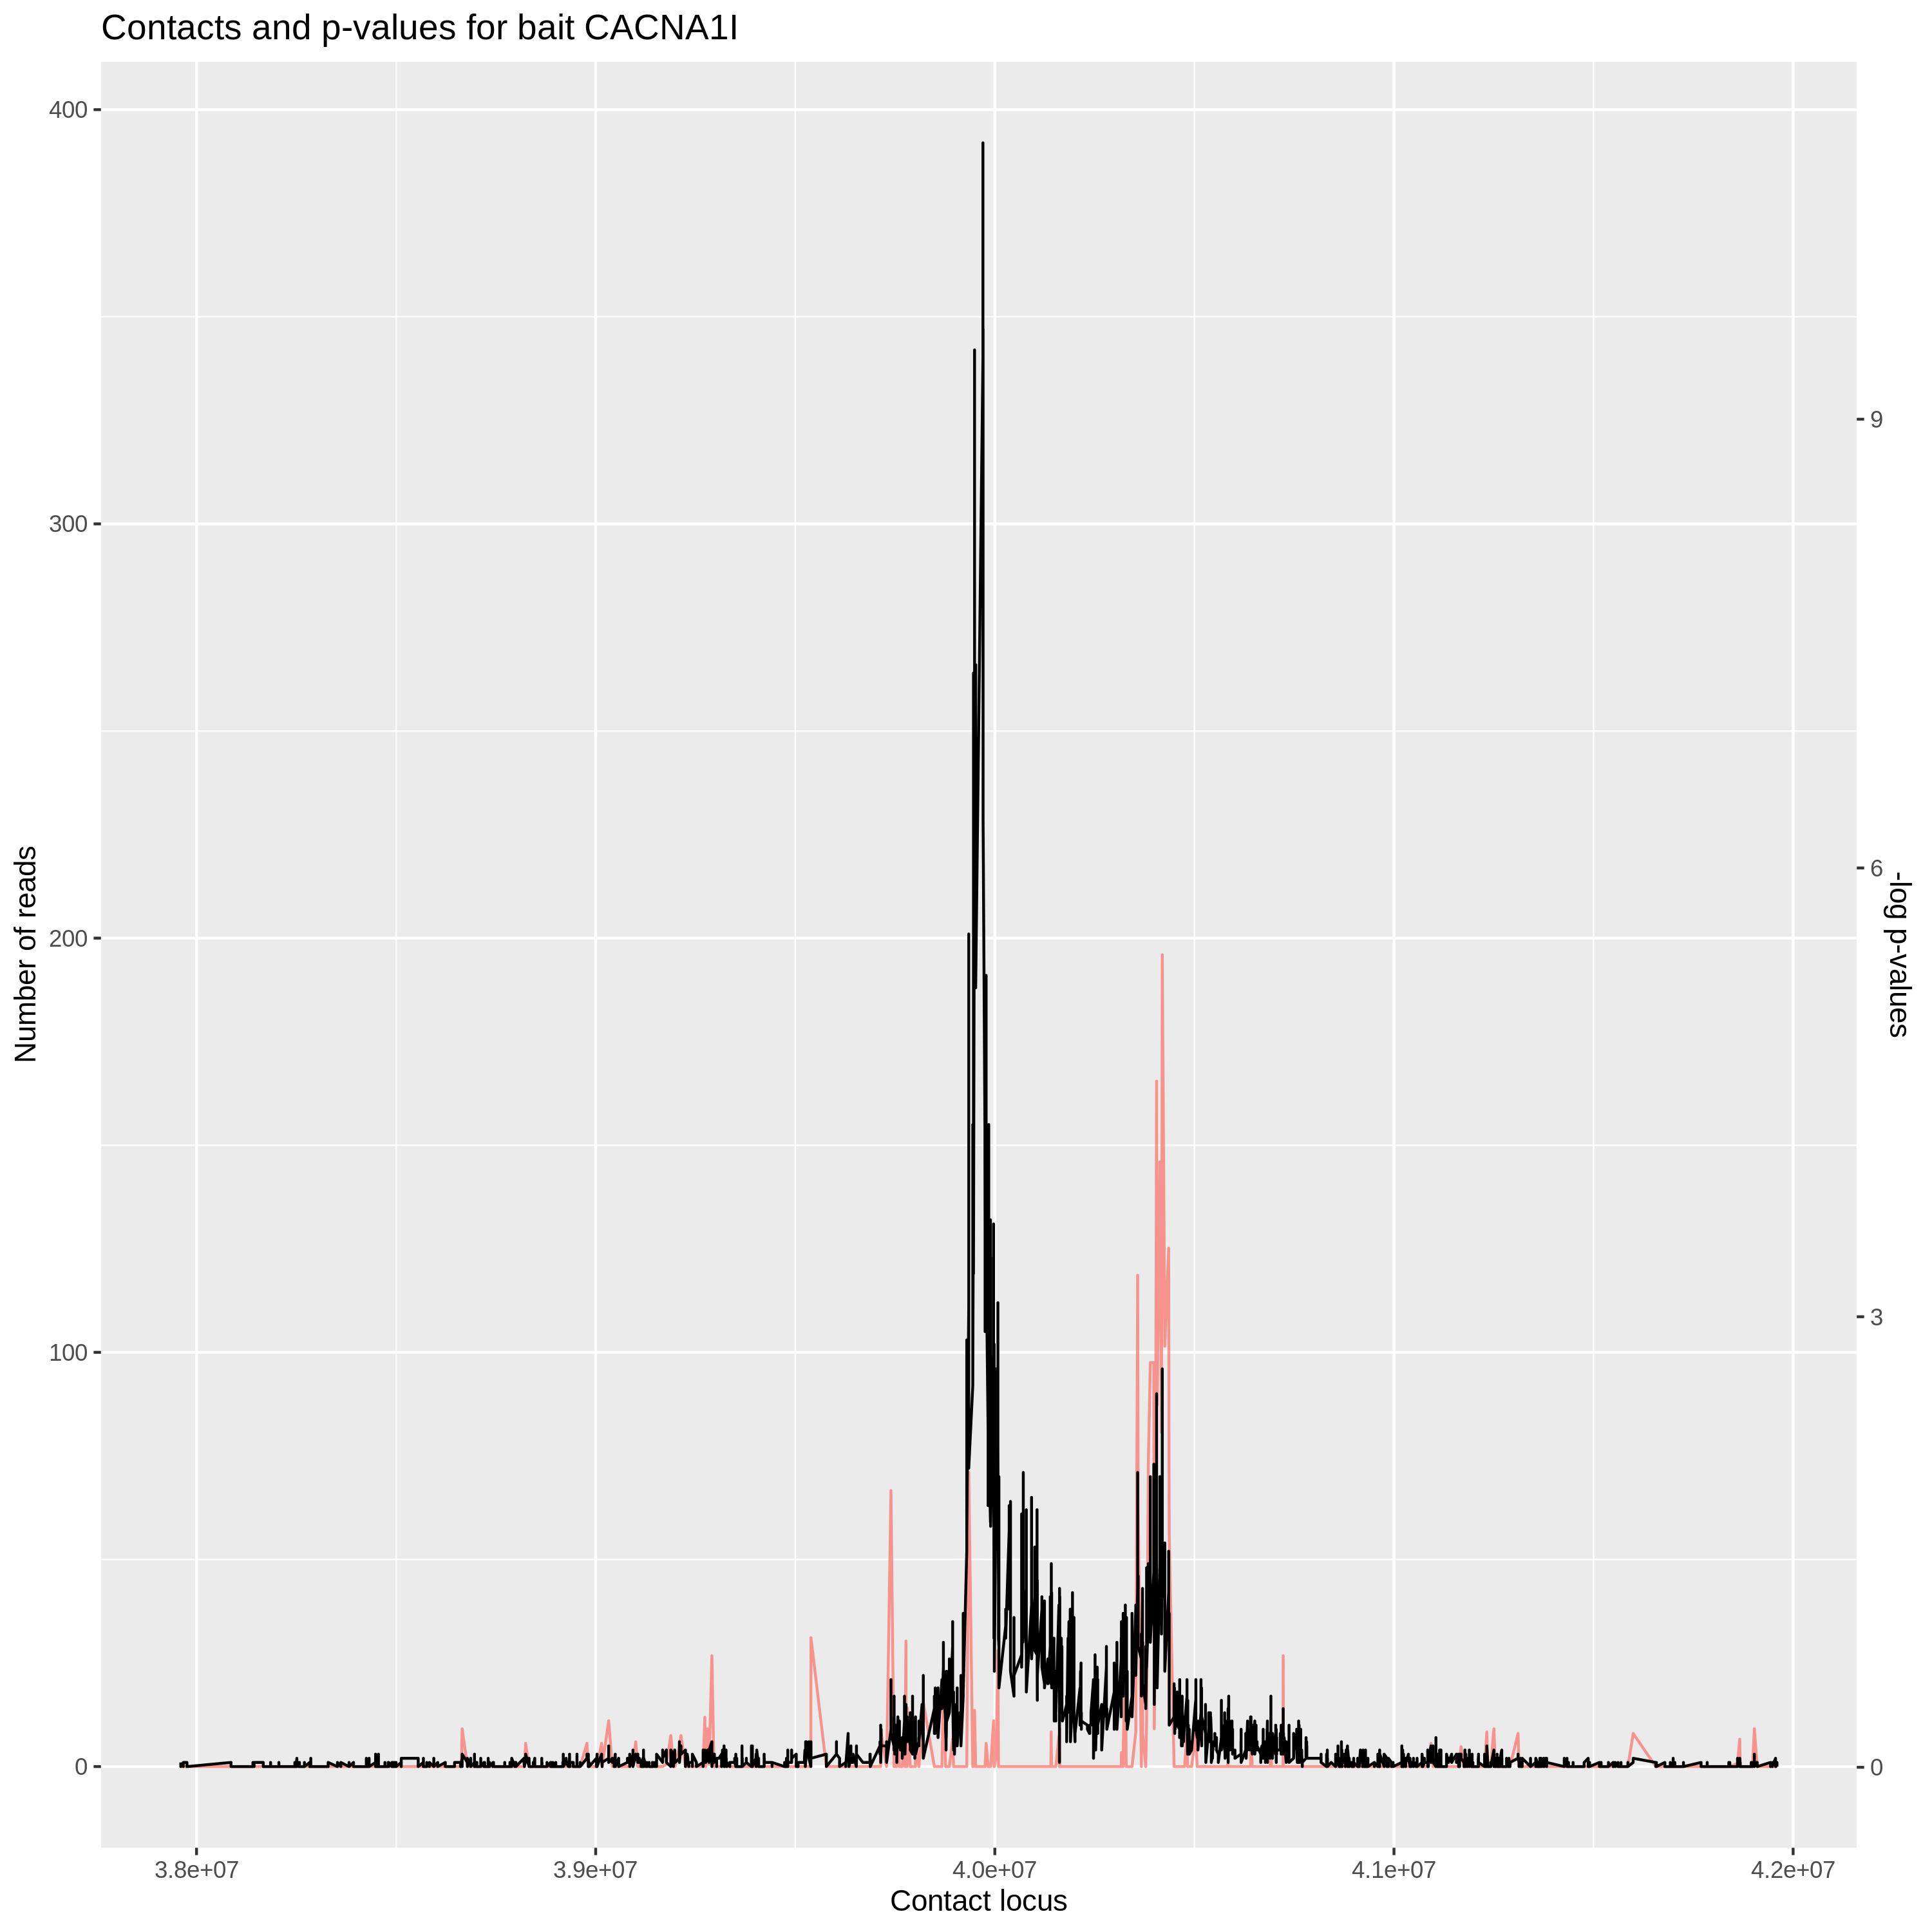 Contacts and p-values for bait CACNA1I
400
300
200
100
0
Number of reads
9
6
3
0
-log p-values
3.8e+07 3.9e+07 4.0e+07 4.1e+07 4.2e+07
Contact locus